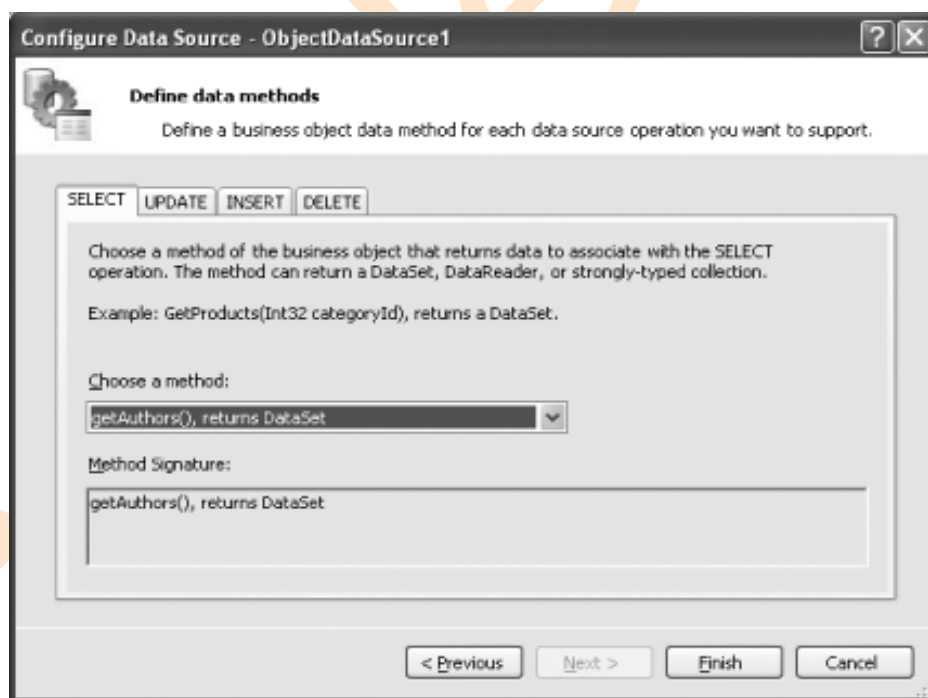 Configure Data Source - ObjectDataSource1
Define data methods
Define a business object data method for each data source operation you want to support.
SELECT UPDATE INSERT DELETE
Choose a method of the business object that returns data to associate with the SELECT
operation. The method can return a DataSet, DataReader, or strongly-typed collection.
Example: GetProducts(Int32 categoryId), returns a DataSet.
Choose a method:
getAuthors(), returns DataSet
Method Signature:
getAuthors(), returns DataSet
< Previous Next > Finish Cancel